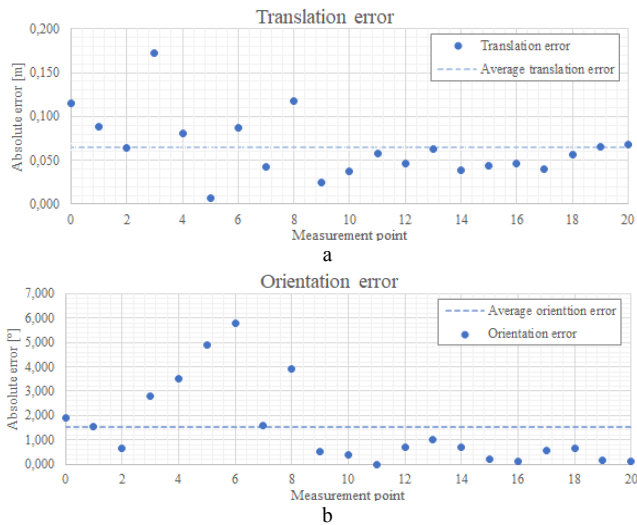 Translation error
0,200
0,150
0,100
0,050
0,000
Absolute error [m]
Translation error
Average translation error
0 2 4 6 8 10 12 14 16 18 20
Measurement point
a
Orientation error
7,000
6,000
5,000
4,000
3,000
2,000
1,000
0,000
Absolute error [°]
Average orienttion error
Orientation error
0 2 4 6 8 10 12 14 16 18 20
Measurement point
b